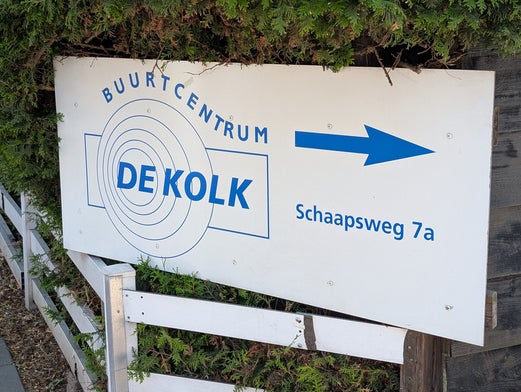 BUURTCENTRUM
DE KOLK
Schaapsweg 7a